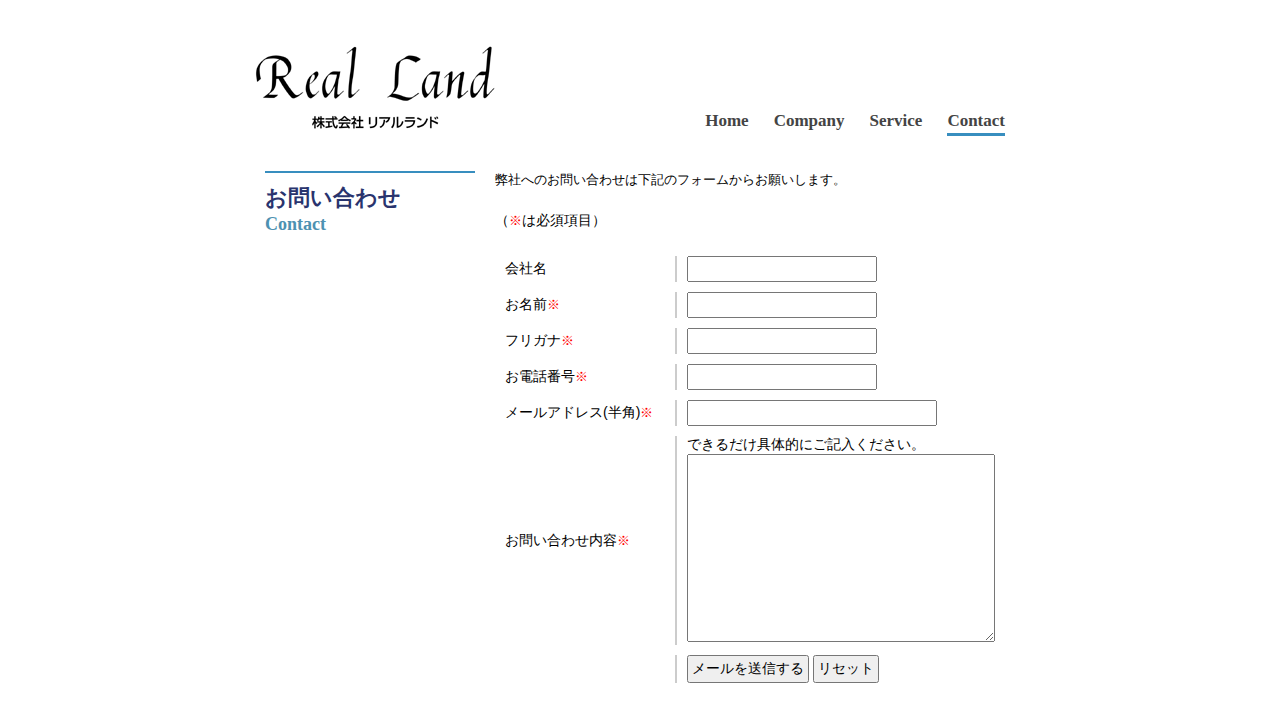 Real Land
株式会社 リアルランド
Home Company Service Contact
お問い合わせ
Contact
弊社へのお問い合わせは下記のフォームからお願いします。
（※は必須項目）
会社名
お名前※
フリガナ※
お電話番号※
メールアドレス(半角)※
できるだけ具体的にご記入ください。
お問い合わせ内容※
メールを送信する リセット